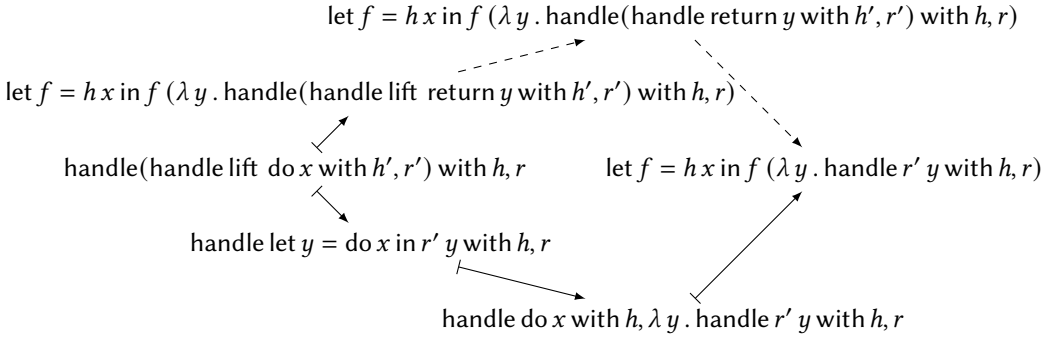 let f = h x in f (λ y . handle(handle return y with h′, r′) with h, r)
let f = h x in f (λ y . handle(handle lift return y with h′, r′) with h, r)
handle(handle lift do x with h′, r′) with h, r
let f = h x in f (λ y . handle r′ y with h, r)
handle let y = do x in r′ y with h, r
handle do x with h, λ y . handle r′ y with h, r